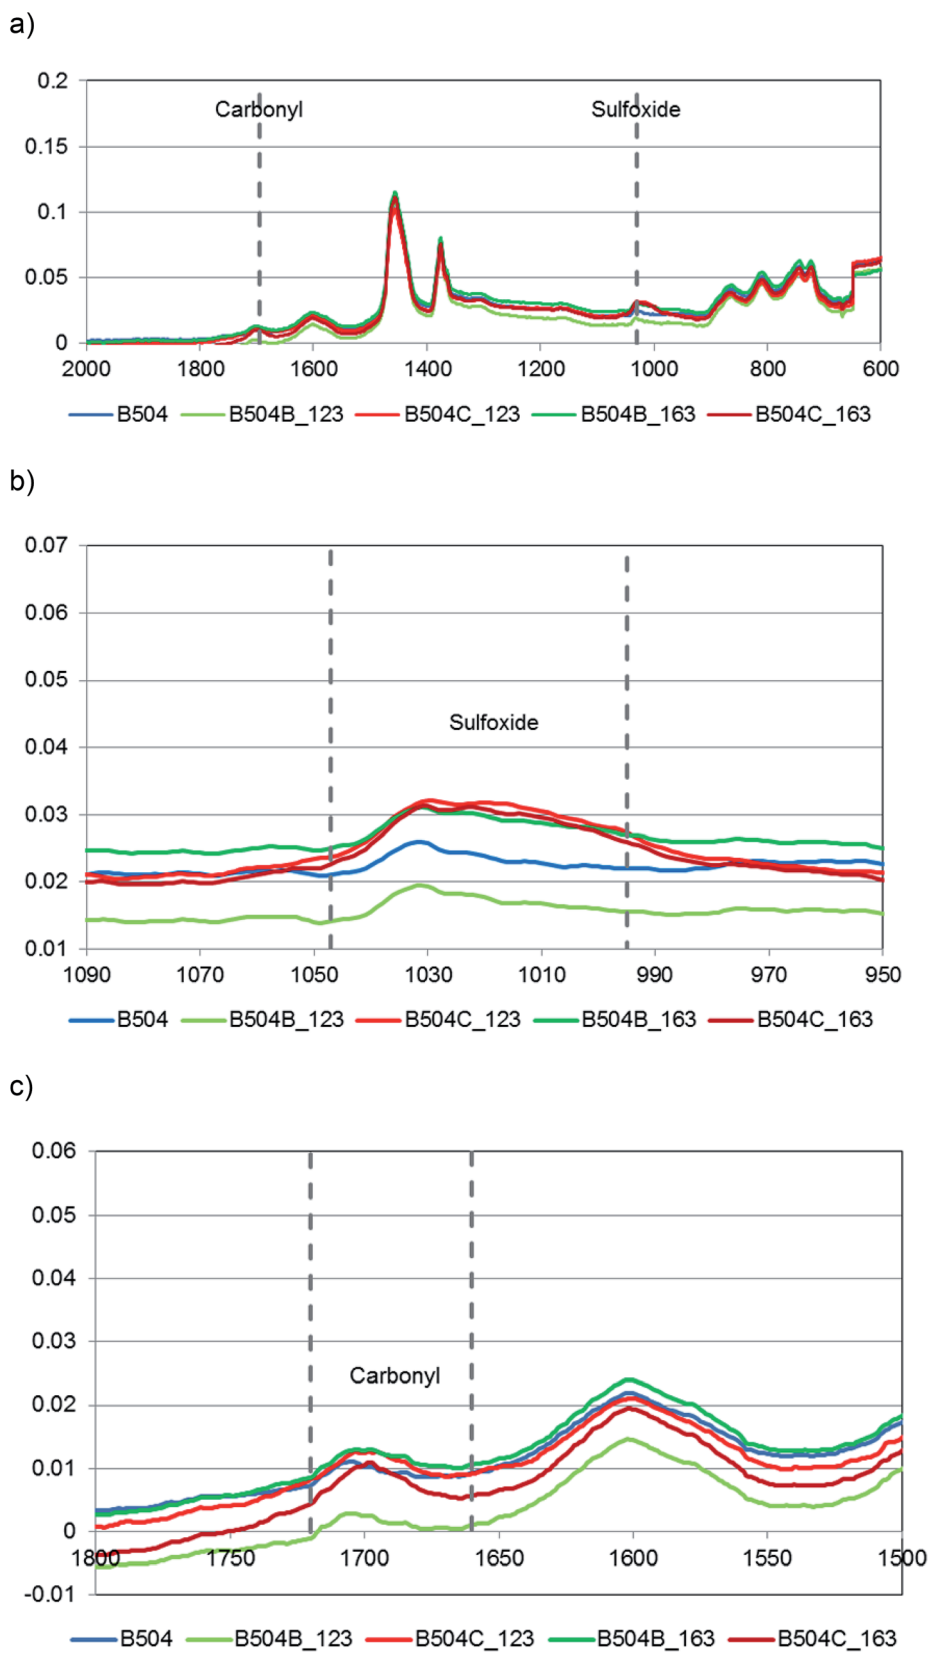 a)
0.2
Carbonyl Sulfoxide
0.15
0.1
0.05
0
2000 1800 1600 1400 1200 1000 800 600
B504 B504B_123 B504C_123 B504B_163 B504C_163
b)
0.07
0.06
0.05
Sulfoxide
0.04
0.03
0.02
0.01
1090 1070 1050 1030 1010 990 970 950
B504 B504B_123 B504C_123 B504B_163 B504C_163
c)
0.06
0.05
0.04
0.03
Carbonyl
0.02
0.01
0
1800 1750 1700 1650 1600 1550 1500
-0.01
B504 B504B_123 B504C_123 B504B_163 B504C_163